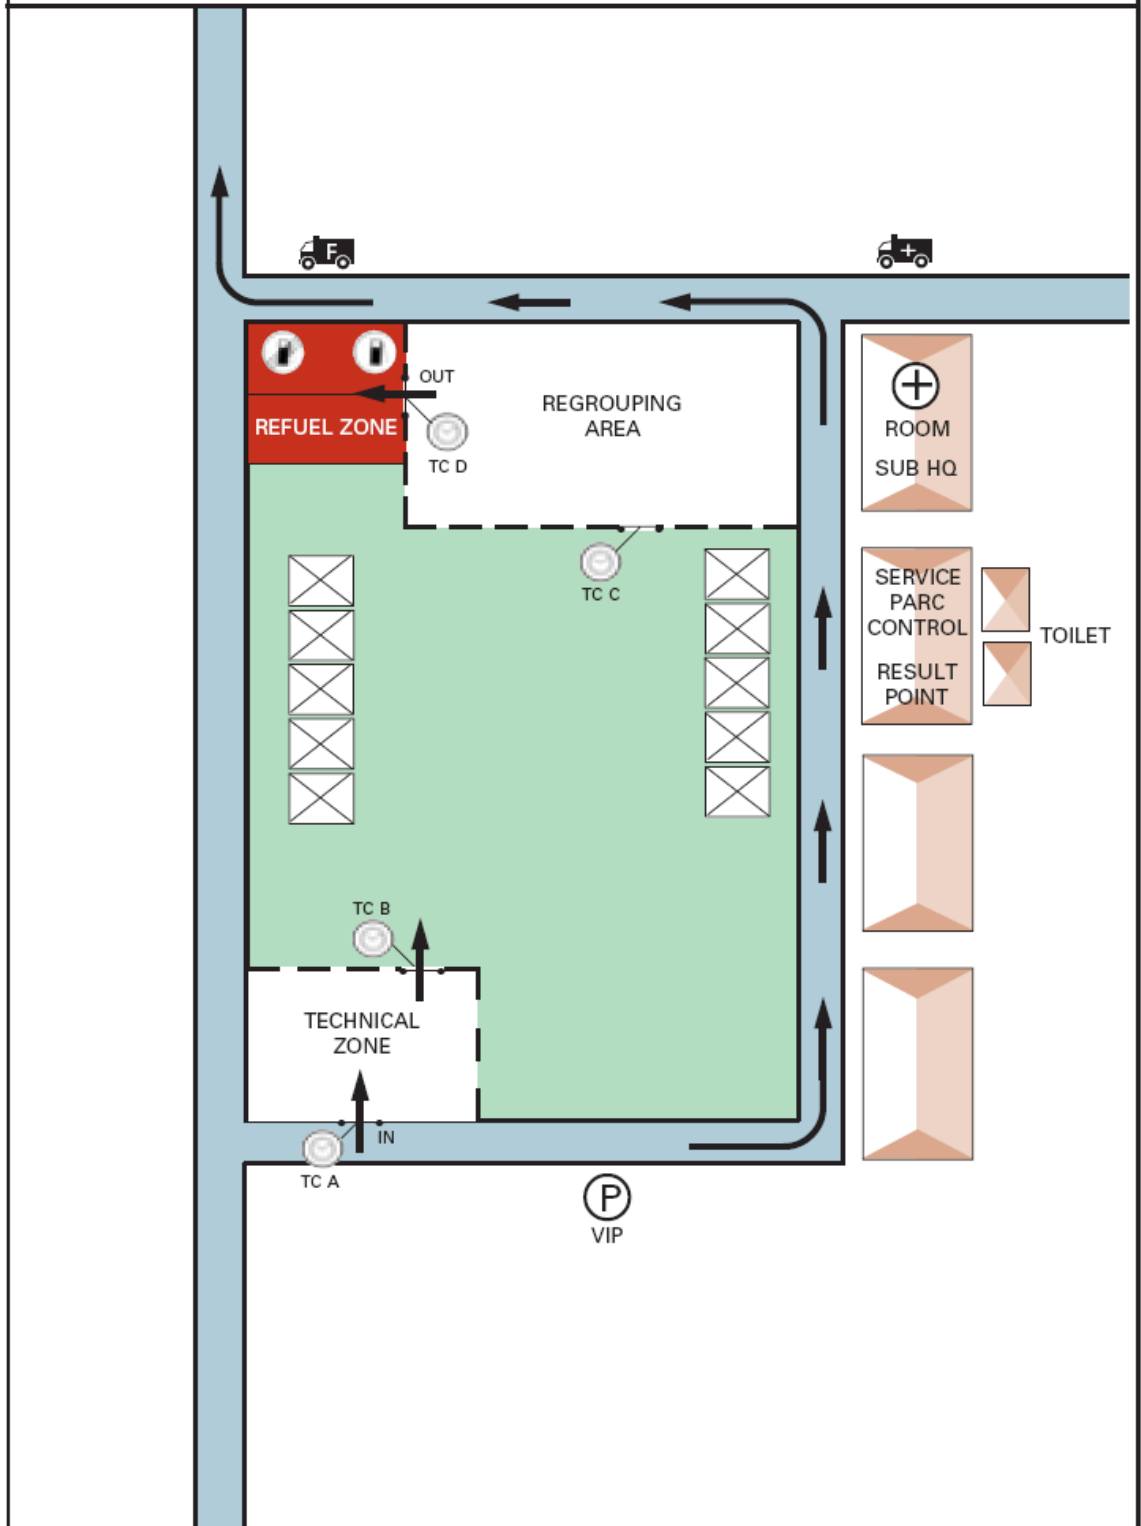 F
OUT
REFUEL ZONE
TC D
REGROUPING
AREA
ROOM
SUB HQ
TC C
SERVICE
PARC
CONTROL
RESULT
POINT
TOILET
TC B
TECHNICAL
ZONE
IN
TC A
P
VIP